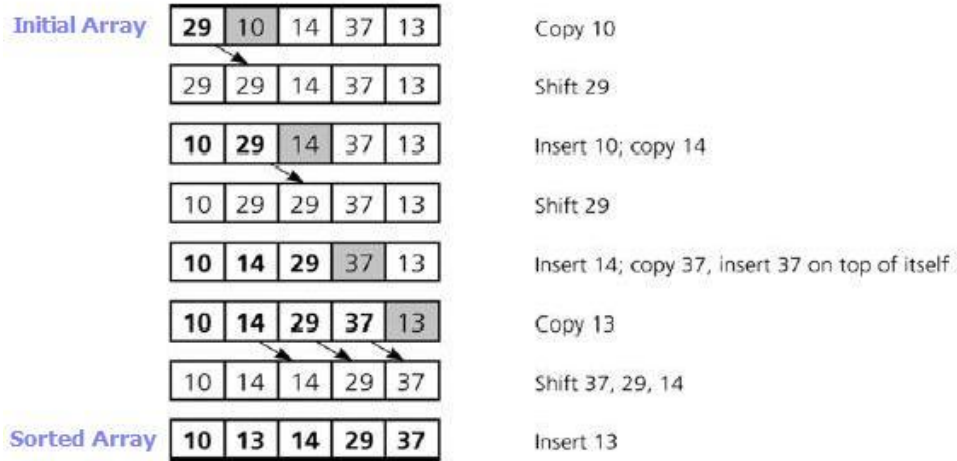 Initial Array 29 10 14 37 13 Copy 10
29 29 14 37 13 Shift 29
10 29 14 37 13 Insert 10; copy 14
10 29 29 37 13 Shift 29
10 14 29 37 13 Insert 14; copy 37, insert 37 on top of itself
10 14 29 37 13 Copy 13
10 14 14 29 37 Shift 37, 29, 14
Sorted Array 10 13 14 29 37 Insert 13